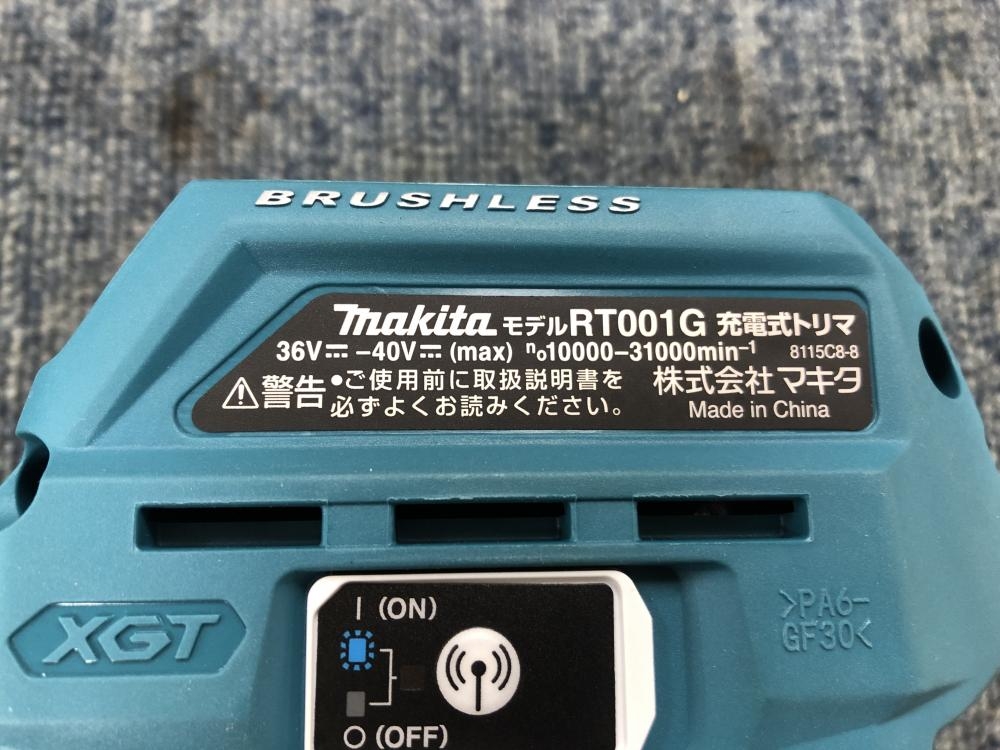 BRUSHLESS
makita モデルRT001G 充電式トリマ
36V⎓ –40V⎓ (max) n₀10000–31000min⁻¹ 8115C8-8
⚠警告 •ご使用前に取扱説明書を 株式会社マキタ
必ずよくお読みください。 Made in China
XGT
| (ON)
>PA6-
GF30<
○ (OFF)